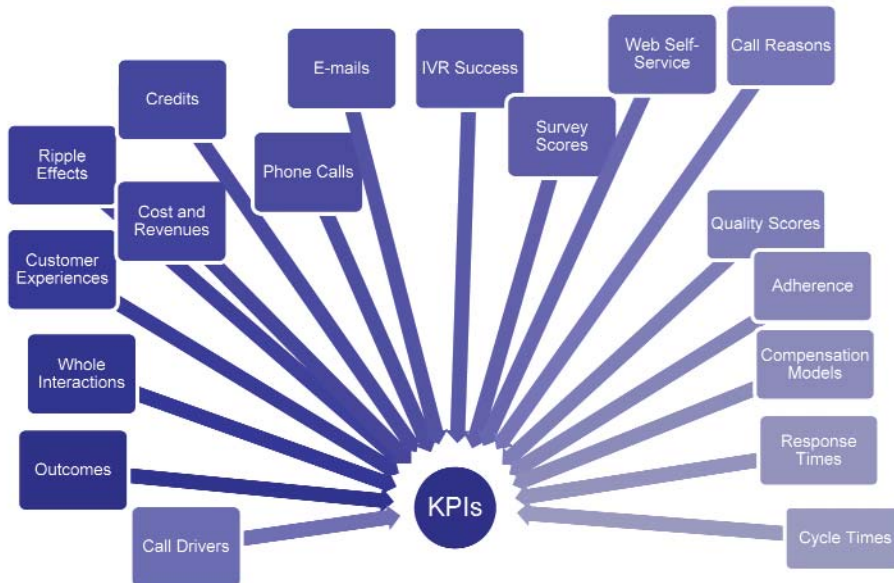 E-mails
IVR Success
Web Self-
Service
Call Reasons
Credits
Survey
Scores
Ripple
Effects
Phone Calls
Cost and
Revenues
Quality Scores
Customer
Experiences
Adherence
Whole
Interactions
Compensation
Models
Outcomes
Response
Times
KPIs
Call Drivers
Cycle Times